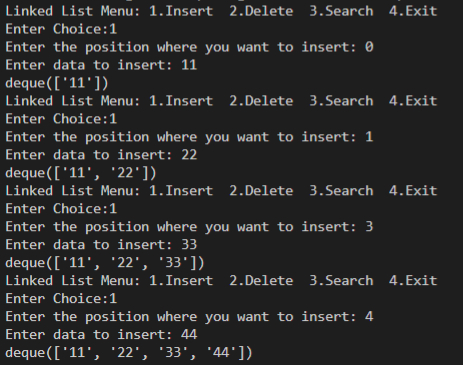 Linked List Menu: 1.Insert  2.Delete  3.Search  4.Exit
Enter Choice:1
Enter the position where you want to insert: 0
Enter data to insert: 11
deque(['11'])
Linked List Menu: 1.Insert  2.Delete  3.Search  4.Exit
Enter Choice:1
Enter the position where you want to insert: 1
Enter data to insert: 22
deque(['11', '22'])
Linked List Menu: 1.Insert  2.Delete  3.Search  4.Exit
Enter Choice:1
Enter the position where you want to insert: 3
Enter data to insert: 33
deque(['11', '22', '33'])
Linked List Menu: 1.Insert  2.Delete  3.Search  4.Exit
Enter Choice:1
Enter the position where you want to insert: 4
Enter data to insert: 44
deque(['11', '22', '33', '44'])